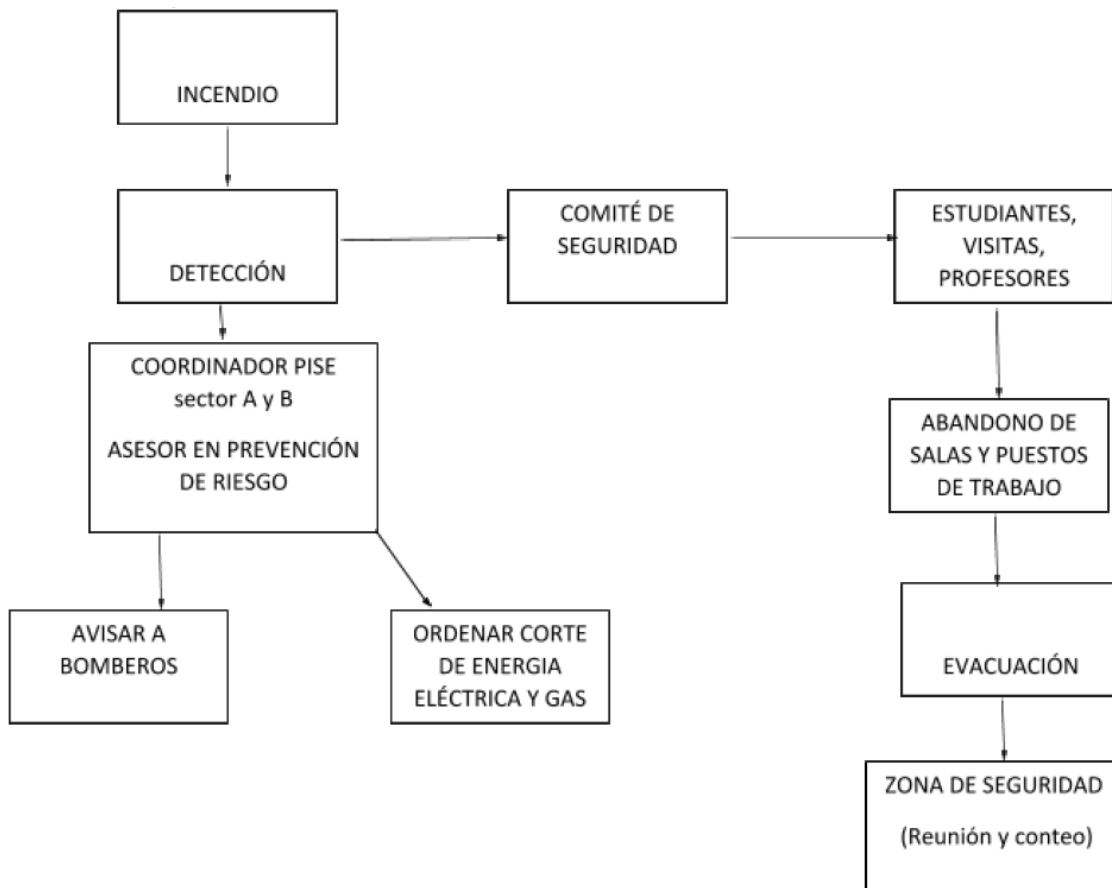 INCENDIO
DETECCIÓN
COMITÉ DE
SEGURIDAD
ESTUDIANTES,
VISITAS,
PROFESORES
COORDINADOR PISE
sector A y B
ASESOR EN PREVENCIÓN
DE RIESGO
ABANDONO DE
SALAS Y PUESTOS
DE TRABAJO
AVISAR A
BOMBEROS
ORDENAR CORTE
DE ENERGIA
ELÉCTRICA Y GAS
EVACUACIÓN
ZONA DE SEGURIDAD
(Reunión y conteo)